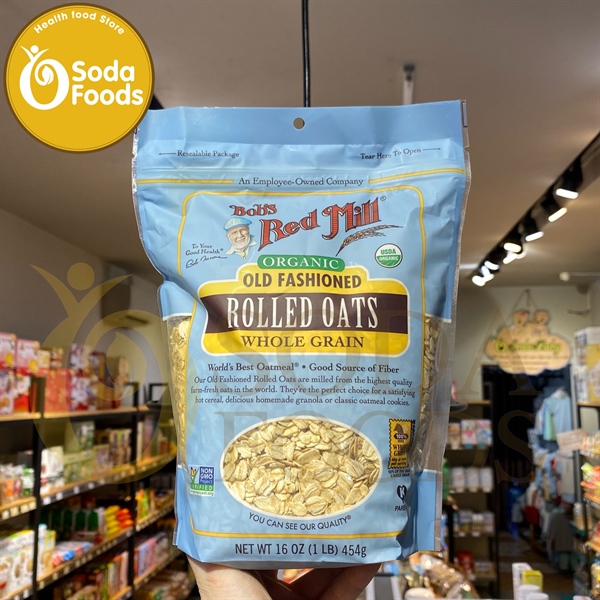 Health food Store
Soda
Foods
Resealable Package
Tear Here To Open
An Employee-Owned Company
Bob's
Red Mill®
To Your
Good Health®
Bob Moore
USDA
ORGANIC
ORGANIC
OLD FASHIONED
ROLLED OATS
WHOLE GRAIN
World's Best Oatmeal® • Good Source of Fiber
Our Old Fashioned Rolled Oats are milled from the highest quality
farm-fresh oats in the world. They're the perfect choice for a satisfying
hot cereal, delicious homemade granola or classic oatmeal cookies.
100%
NON
GMO
Project
VERIFIED
K
YOU CAN SEE OUR QUALITY®
NET WT 16 OZ (1 LB) 454g
SODA
FOODS